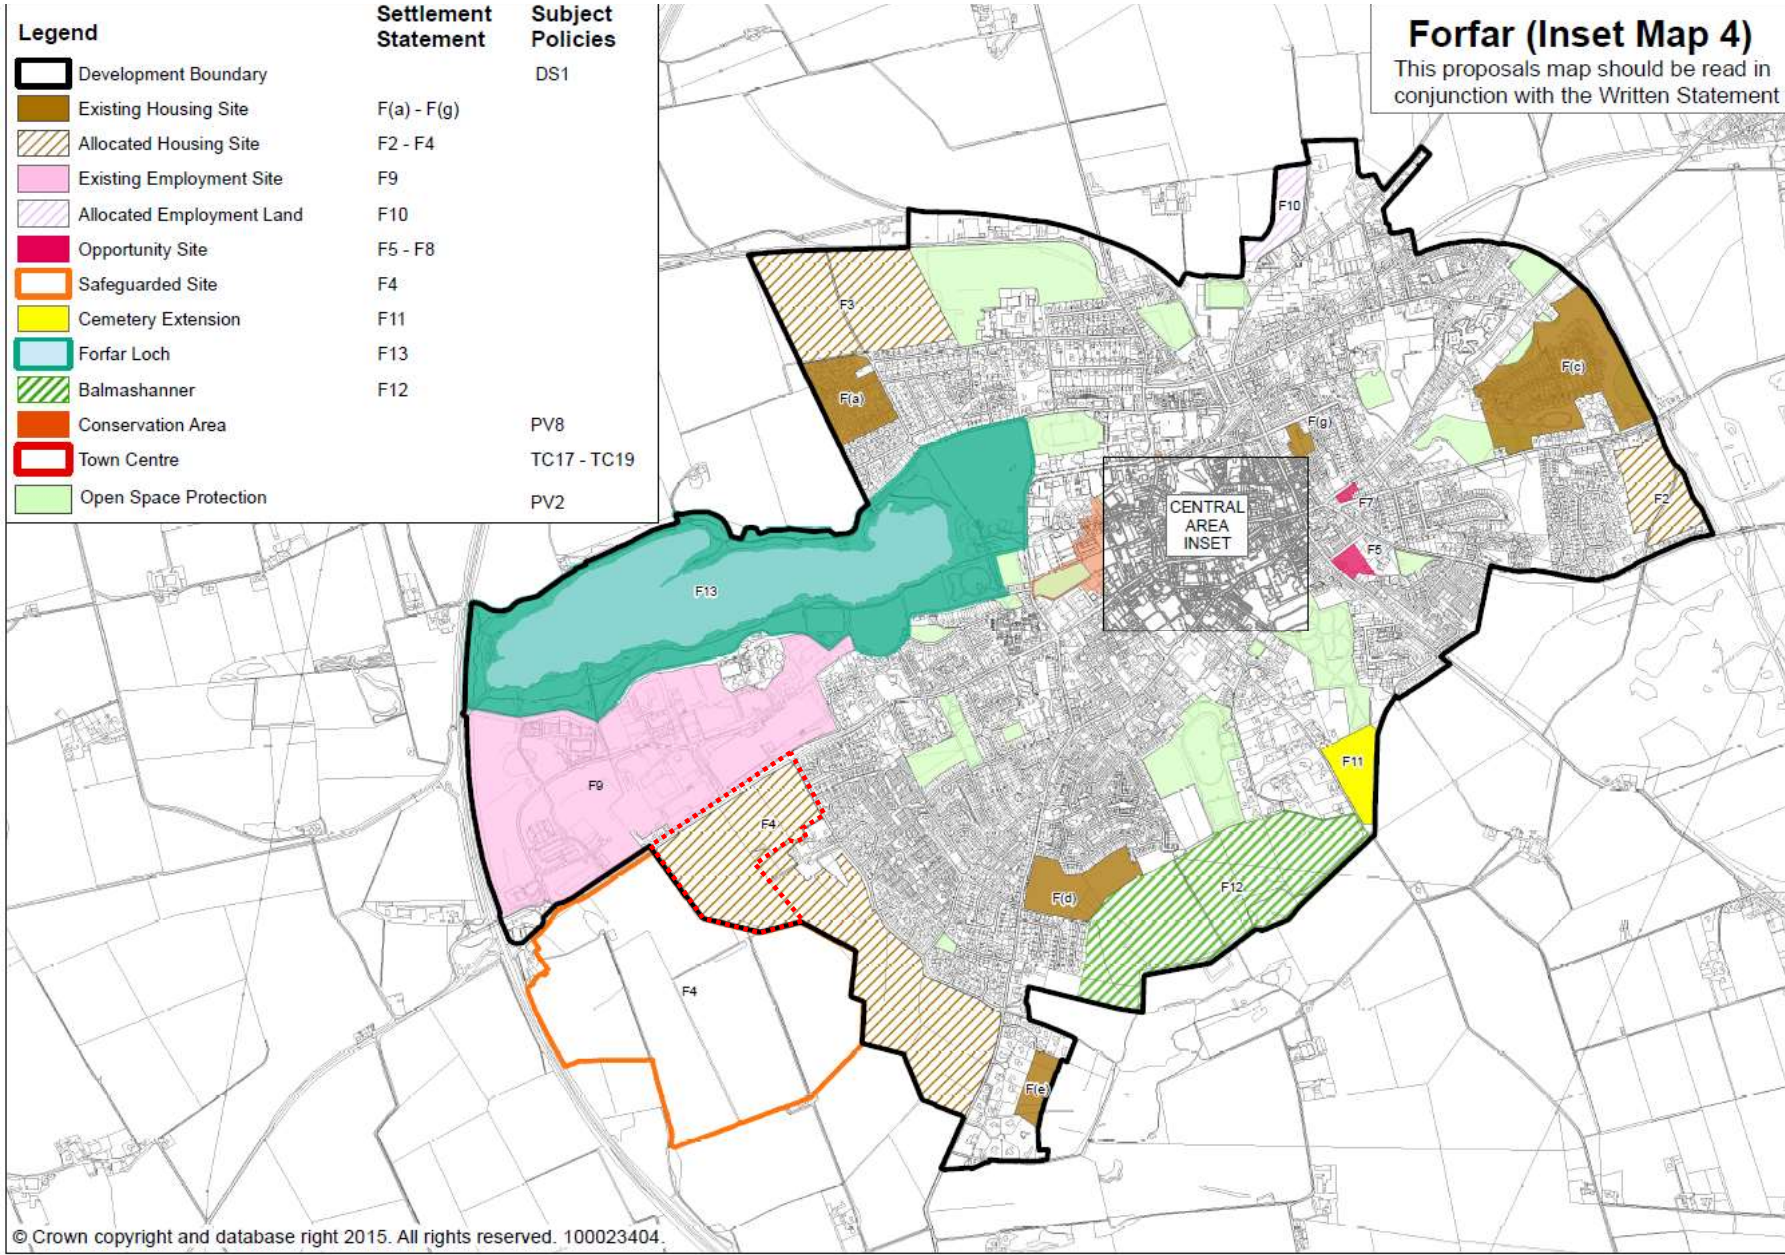 Legend
Settlement
Statement
Subject
Policies
Development Boundary DS1
Existing Housing Site F(a) - F(g)
Allocated Housing Site F2 - F4
Existing Employment Site F9
Allocated Employment Land F10
Opportunity Site F5 - F8
Safeguarded Site F4
Cemetery Extension F11
Forfar Loch F13
Balmashanner F12
Conservation Area PV8
Town Centre TC17 - TC19
Open Space Protection PV2
Forfar (Inset Map 4)
This proposals map should be read in
conjunction with the Written Statement
F10
F3
F(a)
F(c)
F(g)
F2
F7
CENTRAL
AREA
INSET
F5
F13
F11
F9
F4
F12
F(d)
F4
F(e)
© Crown copyright and database right 2015. All rights reserved. 100023404.